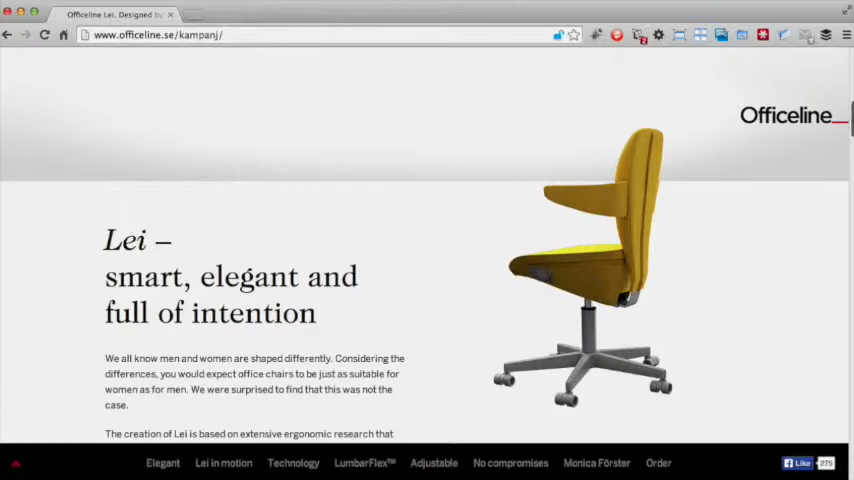 Officeline Lei. Designed by
www.officeline.se/kampanj/
Officeline_
Lei –
smart, elegant and
full of intention
We all know men and women are shaped differently. Considering the
differences, you would expect office chairs to be just as suitable for
women as for men. We were surprised to find that this was not the
case.
The creation of Lei is based on extensive ergonomic research that
Elegant Lei in motion Technology LumbarFlex™ Adjustable No compromises Monica Förster Order
Like 275